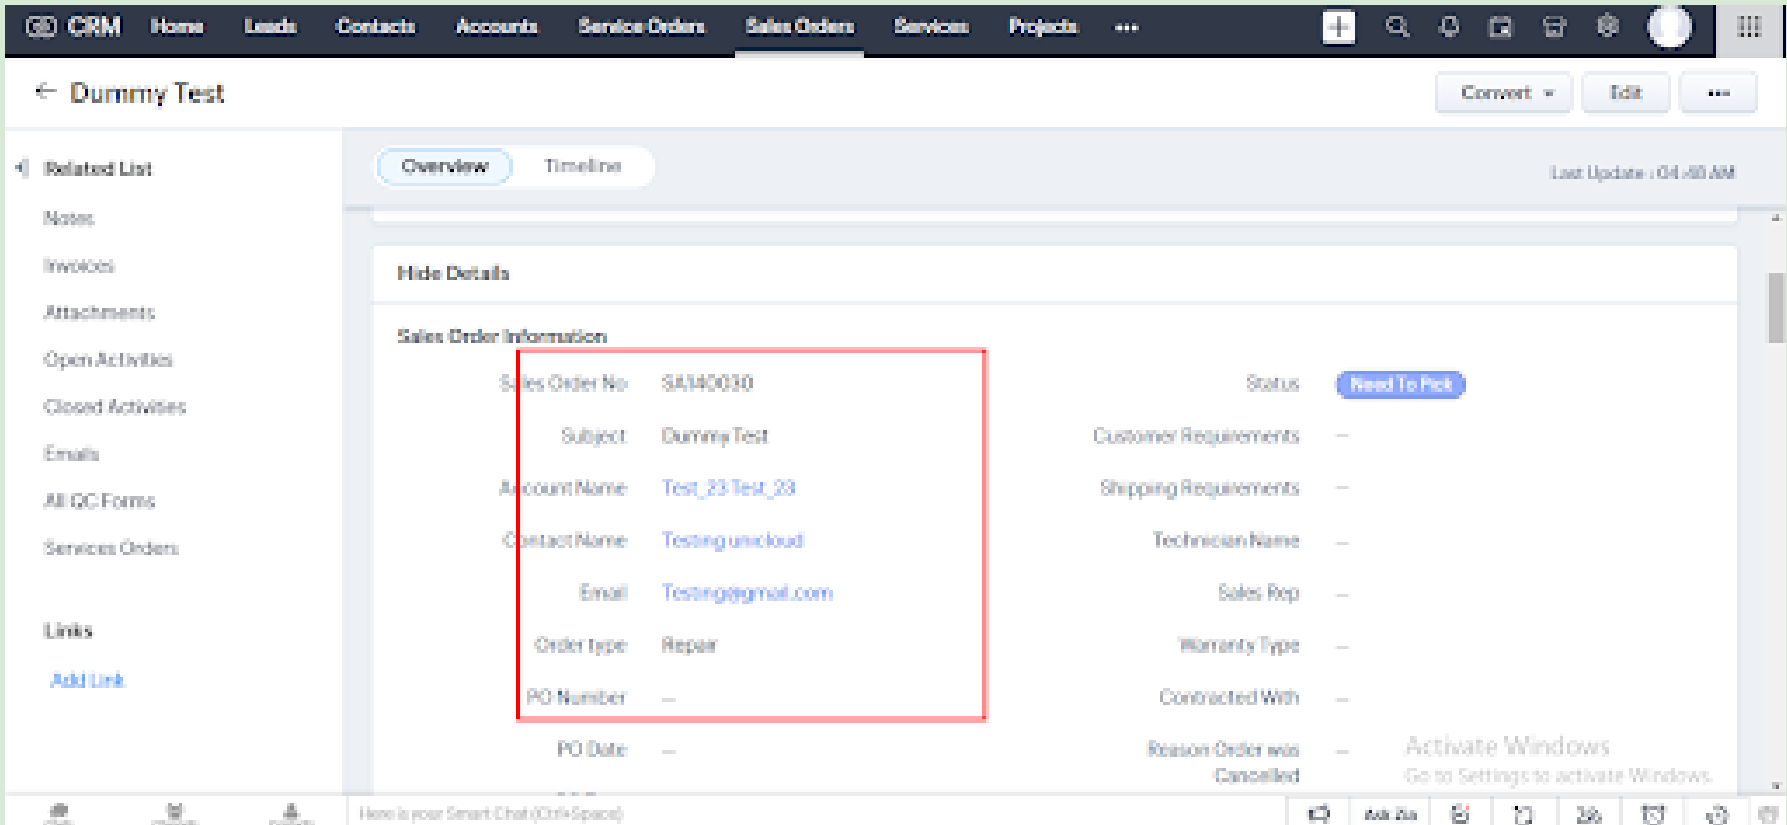 CRM Home Leads Contacts Accounts Service Orders Sales Orders Services Projects •••
← Dummy Test
Convert Edit •••
Related List
Notes
Invoices
Attachments
Open Activities
Closed Activities
Emails
All QC Forms
Services Orders
Links
Add Link
Overview Timeline
Last Update : 04:40 AM
Hide Details
Sales Order Information
Sales Order No SA140030
Subject Dummy Test
Account Name Test_23 Test_23
Contact Name Testing unicloud
Email Testing@gmail.com
Order type Repair
PO Number —
PO Date —
Status Need To Pick
Customer Requirements —
Shipping Requirements —
Technician Name —
Sales Rep —
Warranty Type —
Contracted With —
Reason Order was Cancelled —
Activate Windows
Go to Settings to activate Windows.
Here is your Smart Chat (Ctrl+Space)
Ask Zia